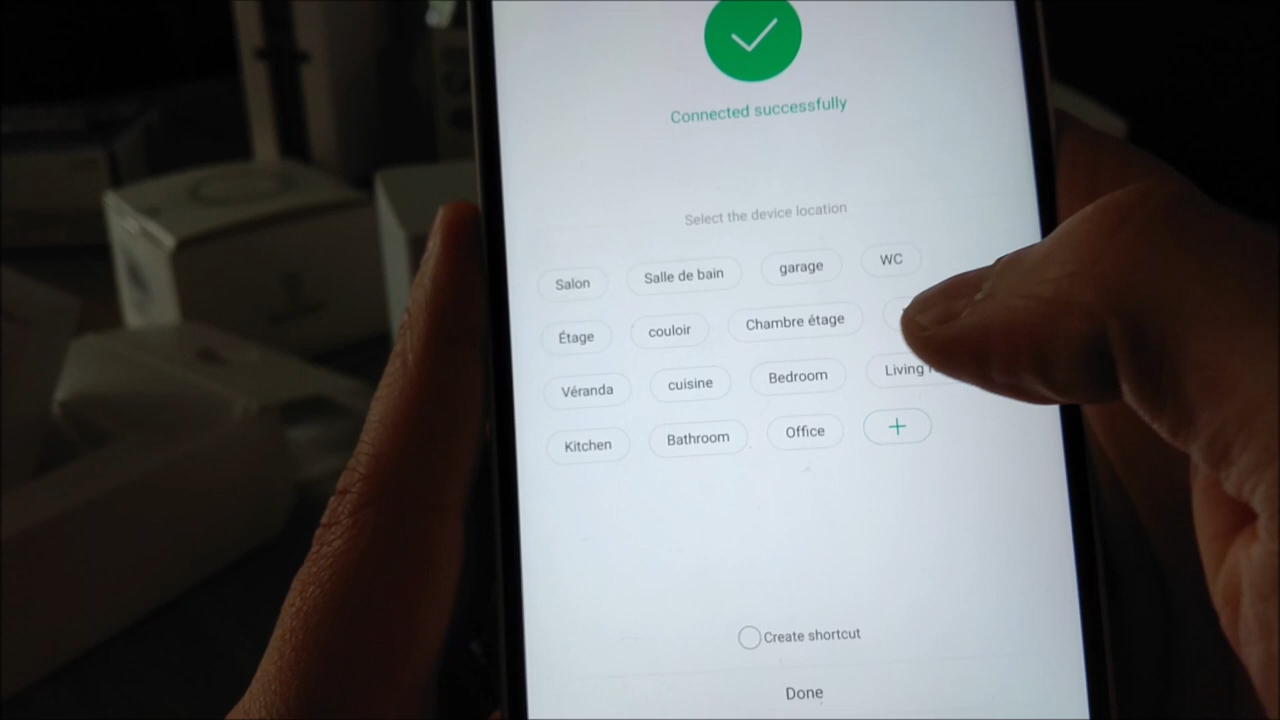 Connected successfully
Select the device location
Salon Salle de bain garage WC
Étage couloir Chambre étage
Véranda cuisine Bedroom Living
Kitchen Bathroom Office +
Create shortcut
Done